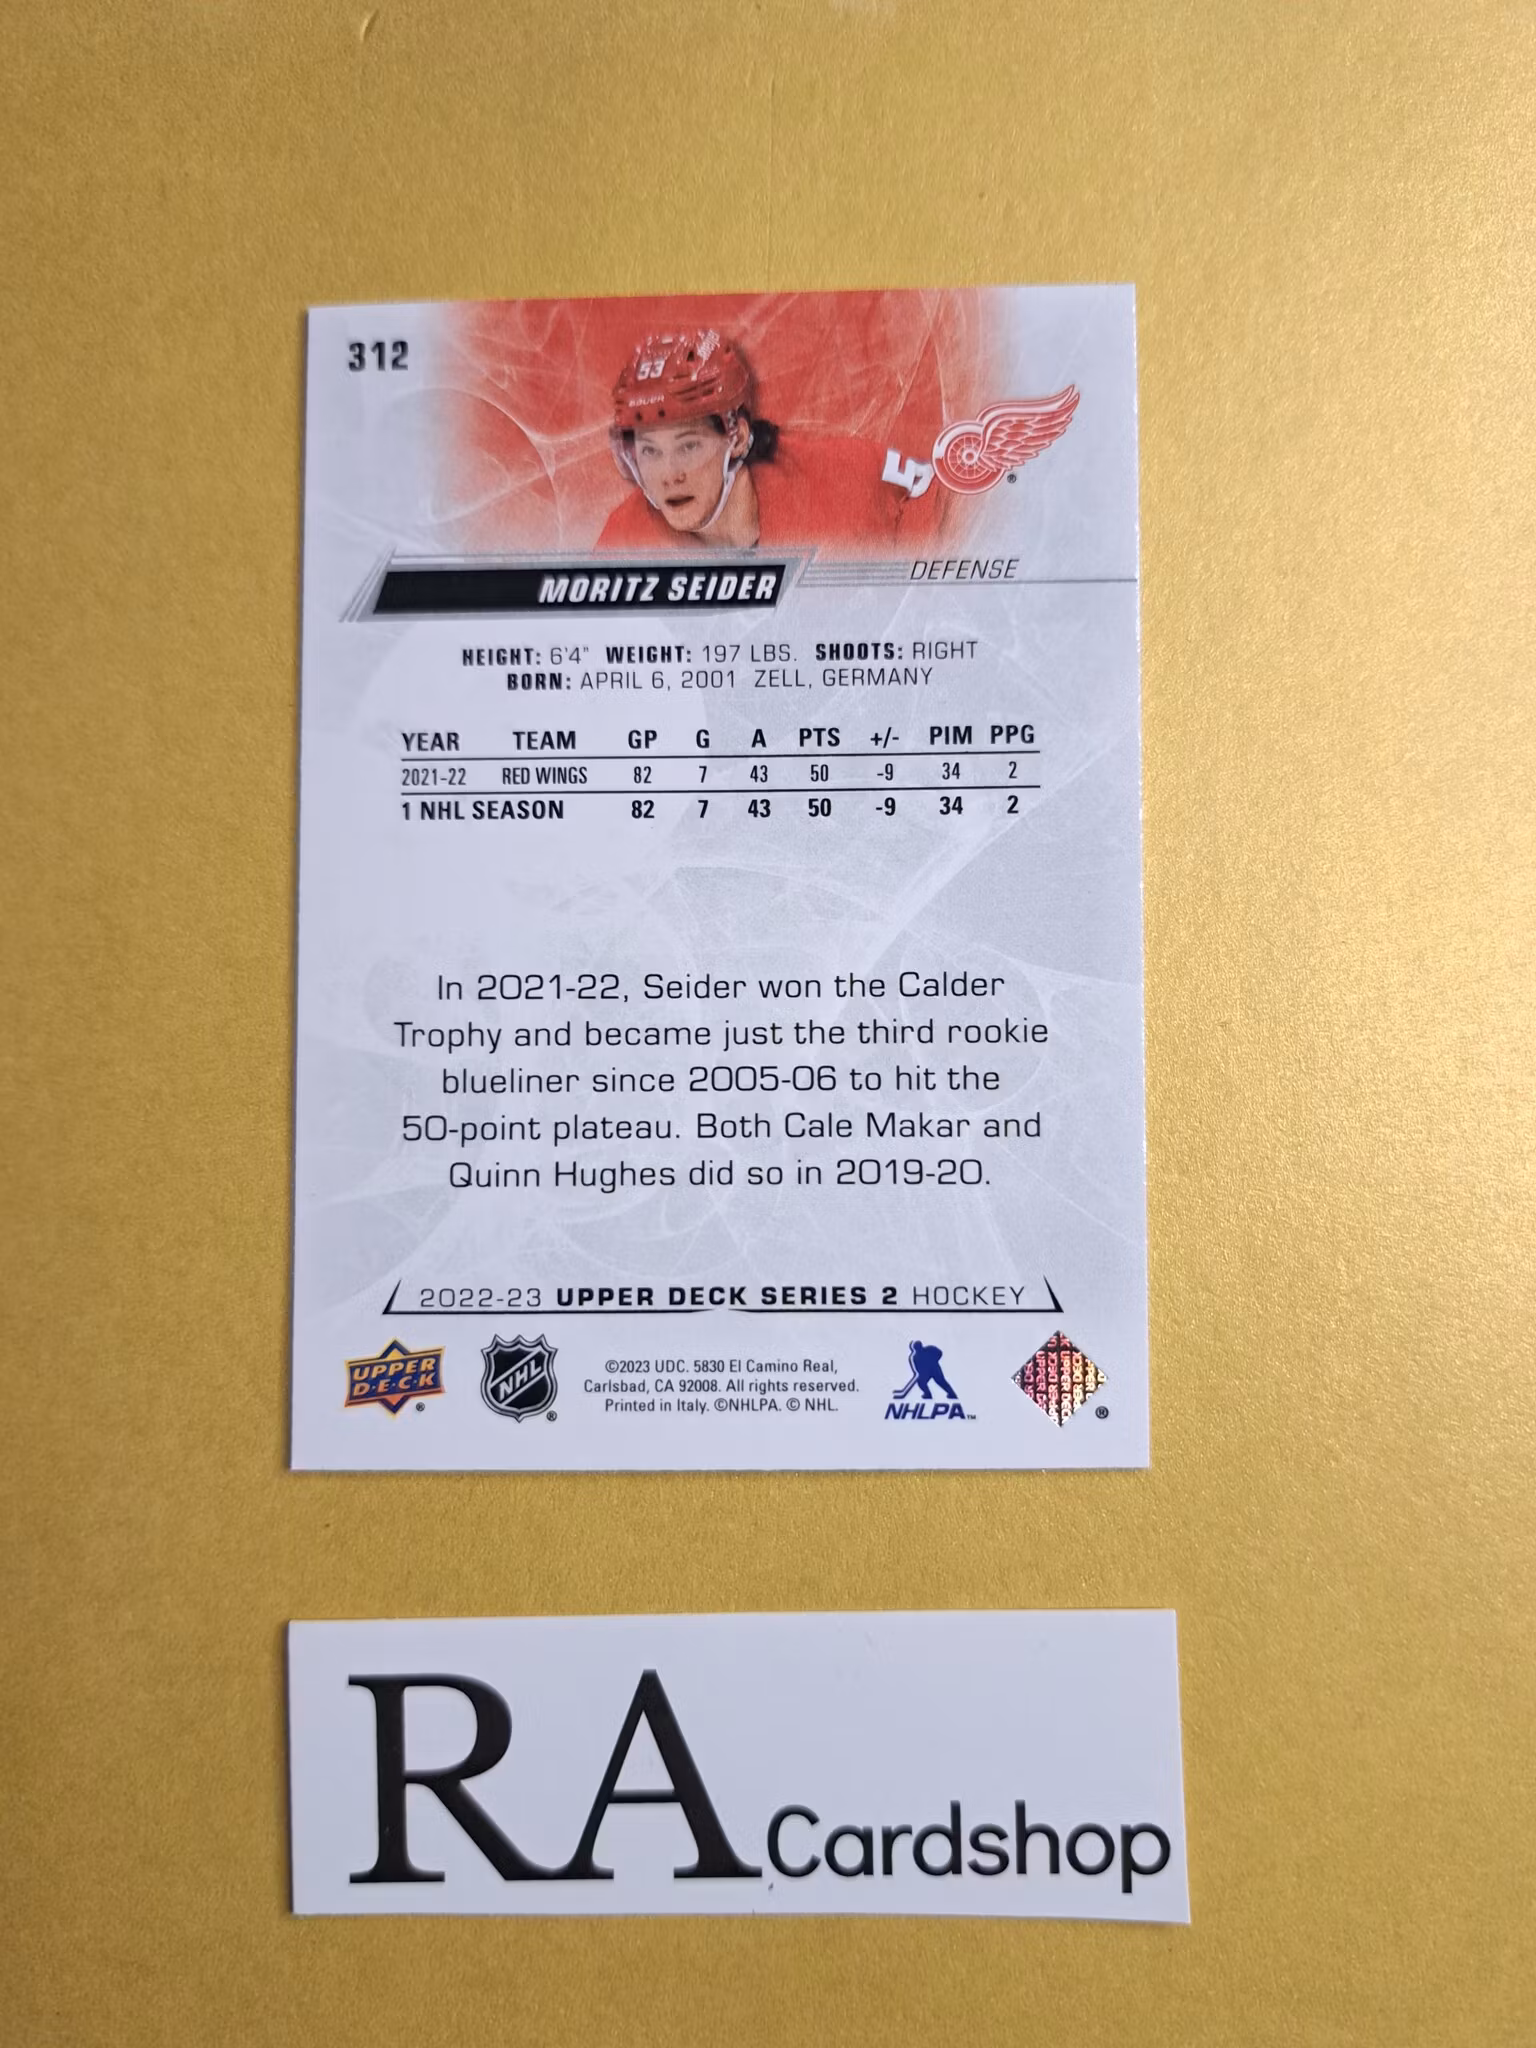 312
53
BAUER
5
MORITZ SEIDER
DEFENSE
HEIGHT: 6'4" WEIGHT: 197 LBS. SHOOTS: RIGHT
BORN: APRIL 6, 2001 ZELL, GERMANY
YEAR TEAM GP G A PTS +/- PIM PPG
2021-22 RED WINGS 82 7 43 50 -9 34 2
1 NHL SEASON 82 7 43 50 -9 34 2
In 2021-22, Seider won the Calder
Trophy and became just the third rookie
blueliner since 2005-06 to hit the
50-point plateau. Both Cale Makar and
Quinn Hughes did so in 2019-20.
2022-23 UPPER DECK SERIES 2 HOCKEY
UPPER
D·E·C·K
®
NHL
®
©2023 UDC. 5830 El Camino Real,
Carlsbad, CA 92008. All rights reserved.
Printed in Italy. ©NHLPA. © NHL.
NHLPA™
UPPER DECK
®
RA Cardshop